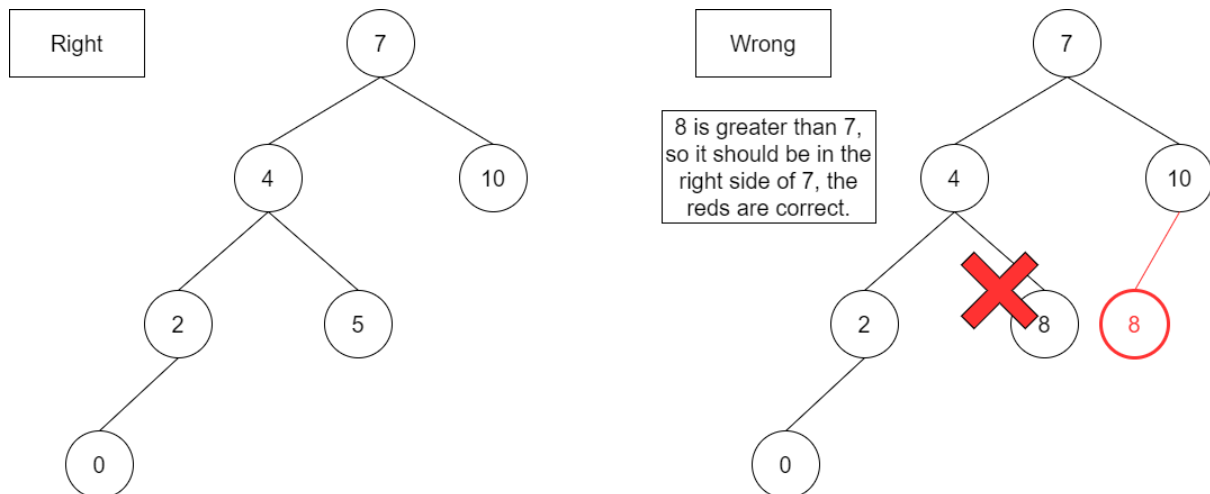 Right
7
4
10
2
5
0
Wrong
7
8 is greater than 7,
so it should be in the
right side of 7, the
reds are correct.
4
10
2
8
8
0